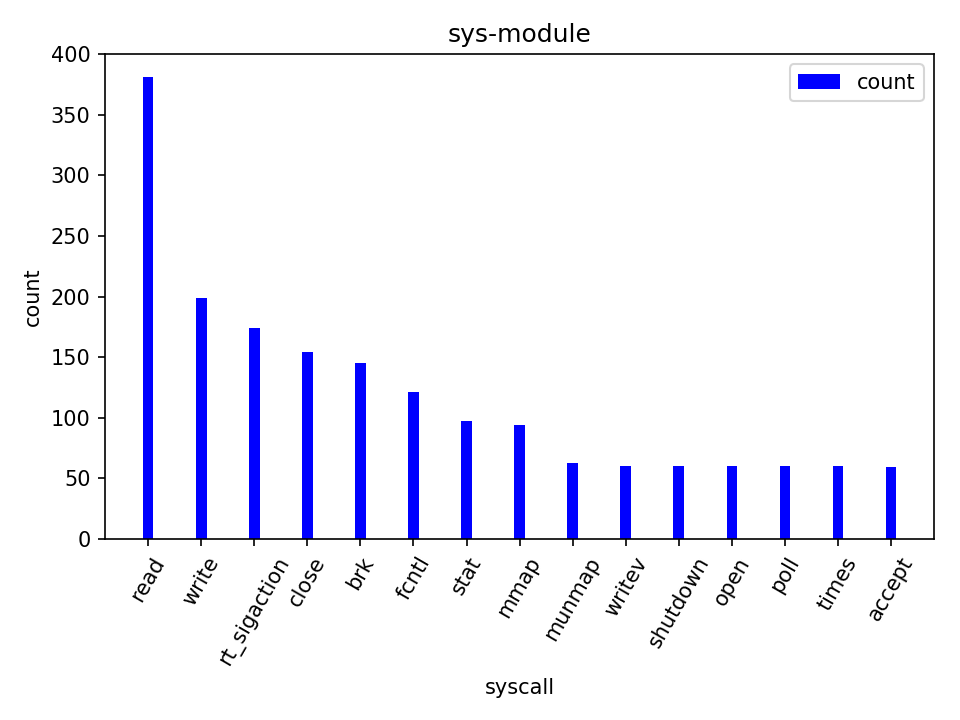 sys-module
count
400
350
300
250
200
150
100
50
0
count
read
write
rt_sigaction
close
brk
fcntl
stat
mmap
munmap
writev
shutdown
open
poll
times
accept
syscall